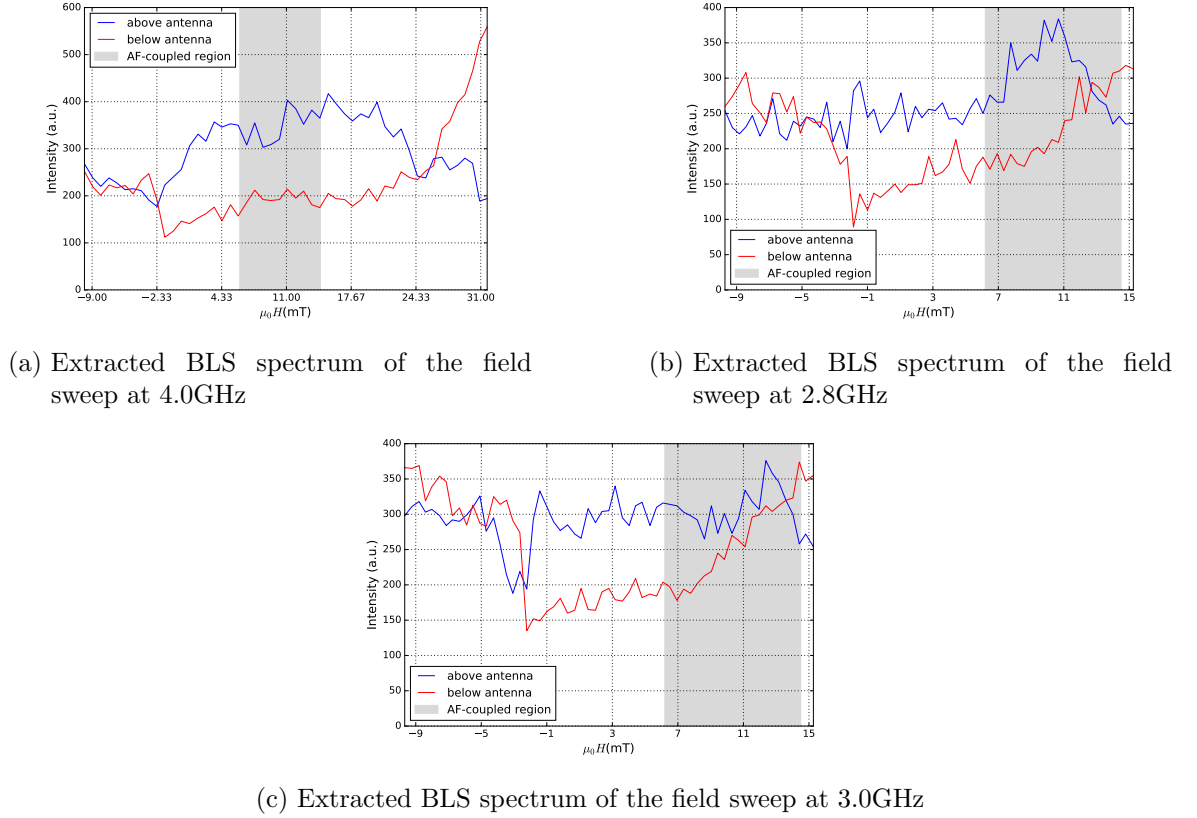 600
500
400
300
200
100
0
Intensity (a.u.)
above antenna
below antenna
AF-coupled region
−9.00 −2.33 4.33 11.00 17.67 24.33 31.00
μ₀H(mT)
(a) Extracted BLS spectrum of the field
sweep at 4.0GHz
400
350
300
250
200
150
100
50
0
Intensity (a.u.)
above antenna
below antenna
AF-coupled region
−9 −5 −1 3 7 11 15
μ₀H(mT)
(b) Extracted BLS spectrum of the field
sweep at 2.8GHz
400
350
300
250
200
150
100
50
0
Intensity (a.u.)
above antenna
below antenna
AF-coupled region
−9 −5 −1 3 7 11 15
μ₀H(mT)
(c) Extracted BLS spectrum of the field sweep at 3.0GHz